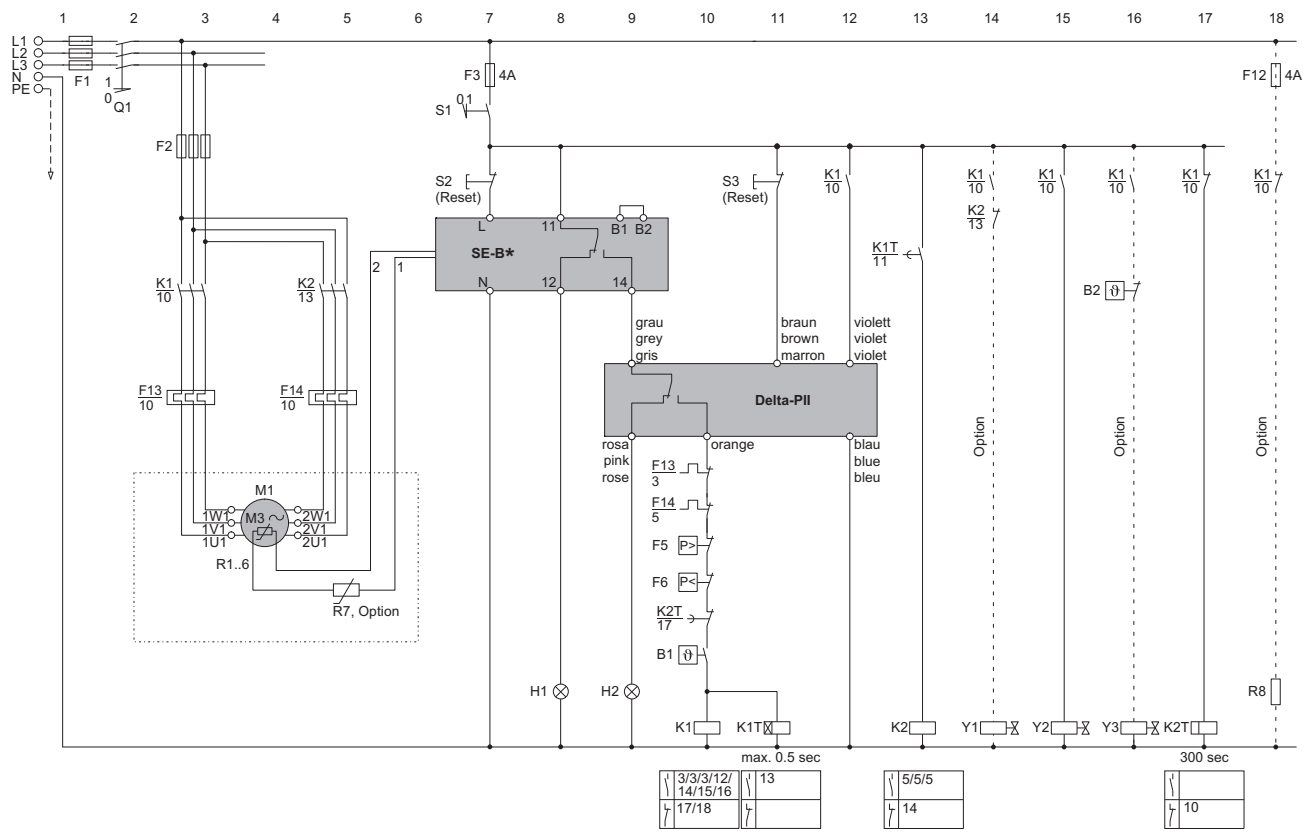 1 2 3 4 5 6 7 8 9 10 11 12 13 14 15 16 17 18
L1
L2
L3
N
PE
F1
1
0
Q1
F2
F3 4A
S1 0 1
F12 4A
S2
(Reset)
S3
(Reset)
K1
10
K1
10
K2
13
K1
10
K1
10
K1
10
K1
10
L 11 B1 B2
SE-B*
N 12 14
2 1
K1T
11
B2 ϑ
K1
10
K2
13
grau
grey
gris
braun
brown
marron
violett
violet
violet
Delta-PII
rosa
pink
rose
orange
blau
blue
bleu
F13
10
F14
10
Option
Option
Option
F13
3
F14
5
F5 P>
F6 P<
K2T
17
B1 ϑ
M1
M3
1W1
1V1
1U1
2W1
2V1
2U1
R1..6
R7, Option
H1
H2
R8
K1
K1T
K2
Y1
Y2
Y3
K2T
max. 0.5 sec
300 sec
3/3/3/12/
14/15/16
17/18
13
5/5/5
14
10